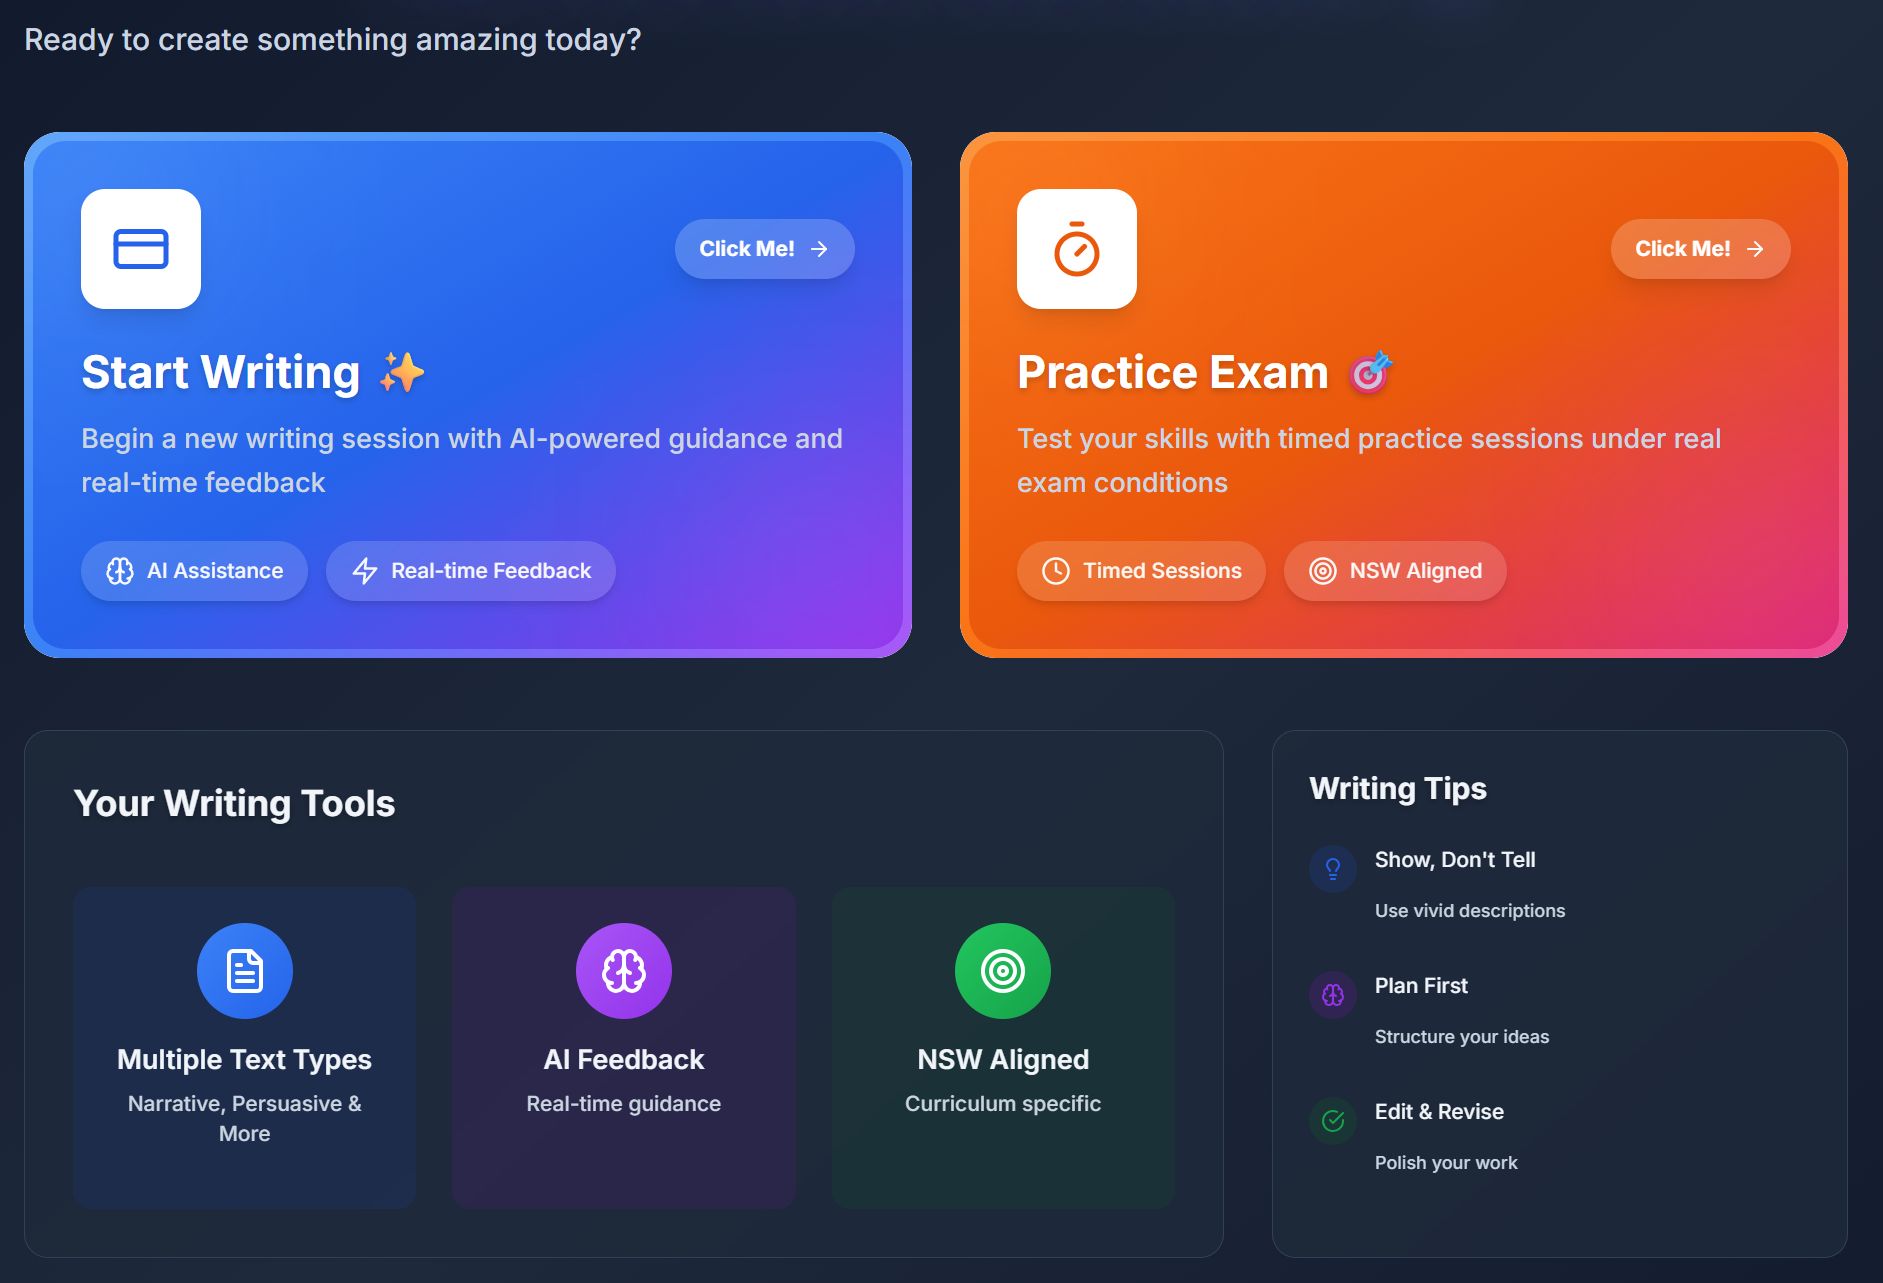 Ready to create something amazing today?
Click Me!
Start Writing
Begin a new writing session with AI-powered guidance and
real-time feedback
AI Assistance
Real-time Feedback
Click Me!
Practice Exam
Test your skills with timed practice sessions under real
exam conditions
Timed Sessions
NSW Aligned
Your Writing Tools
Multiple Text Types
Narrative, Persuasive &
More
AI Feedback
Real-time guidance
NSW Aligned
Curriculum specific
Writing Tips
Show, Don't Tell
Use vivid descriptions
Plan First
Structure your ideas
Edit & Revise
Polish your work